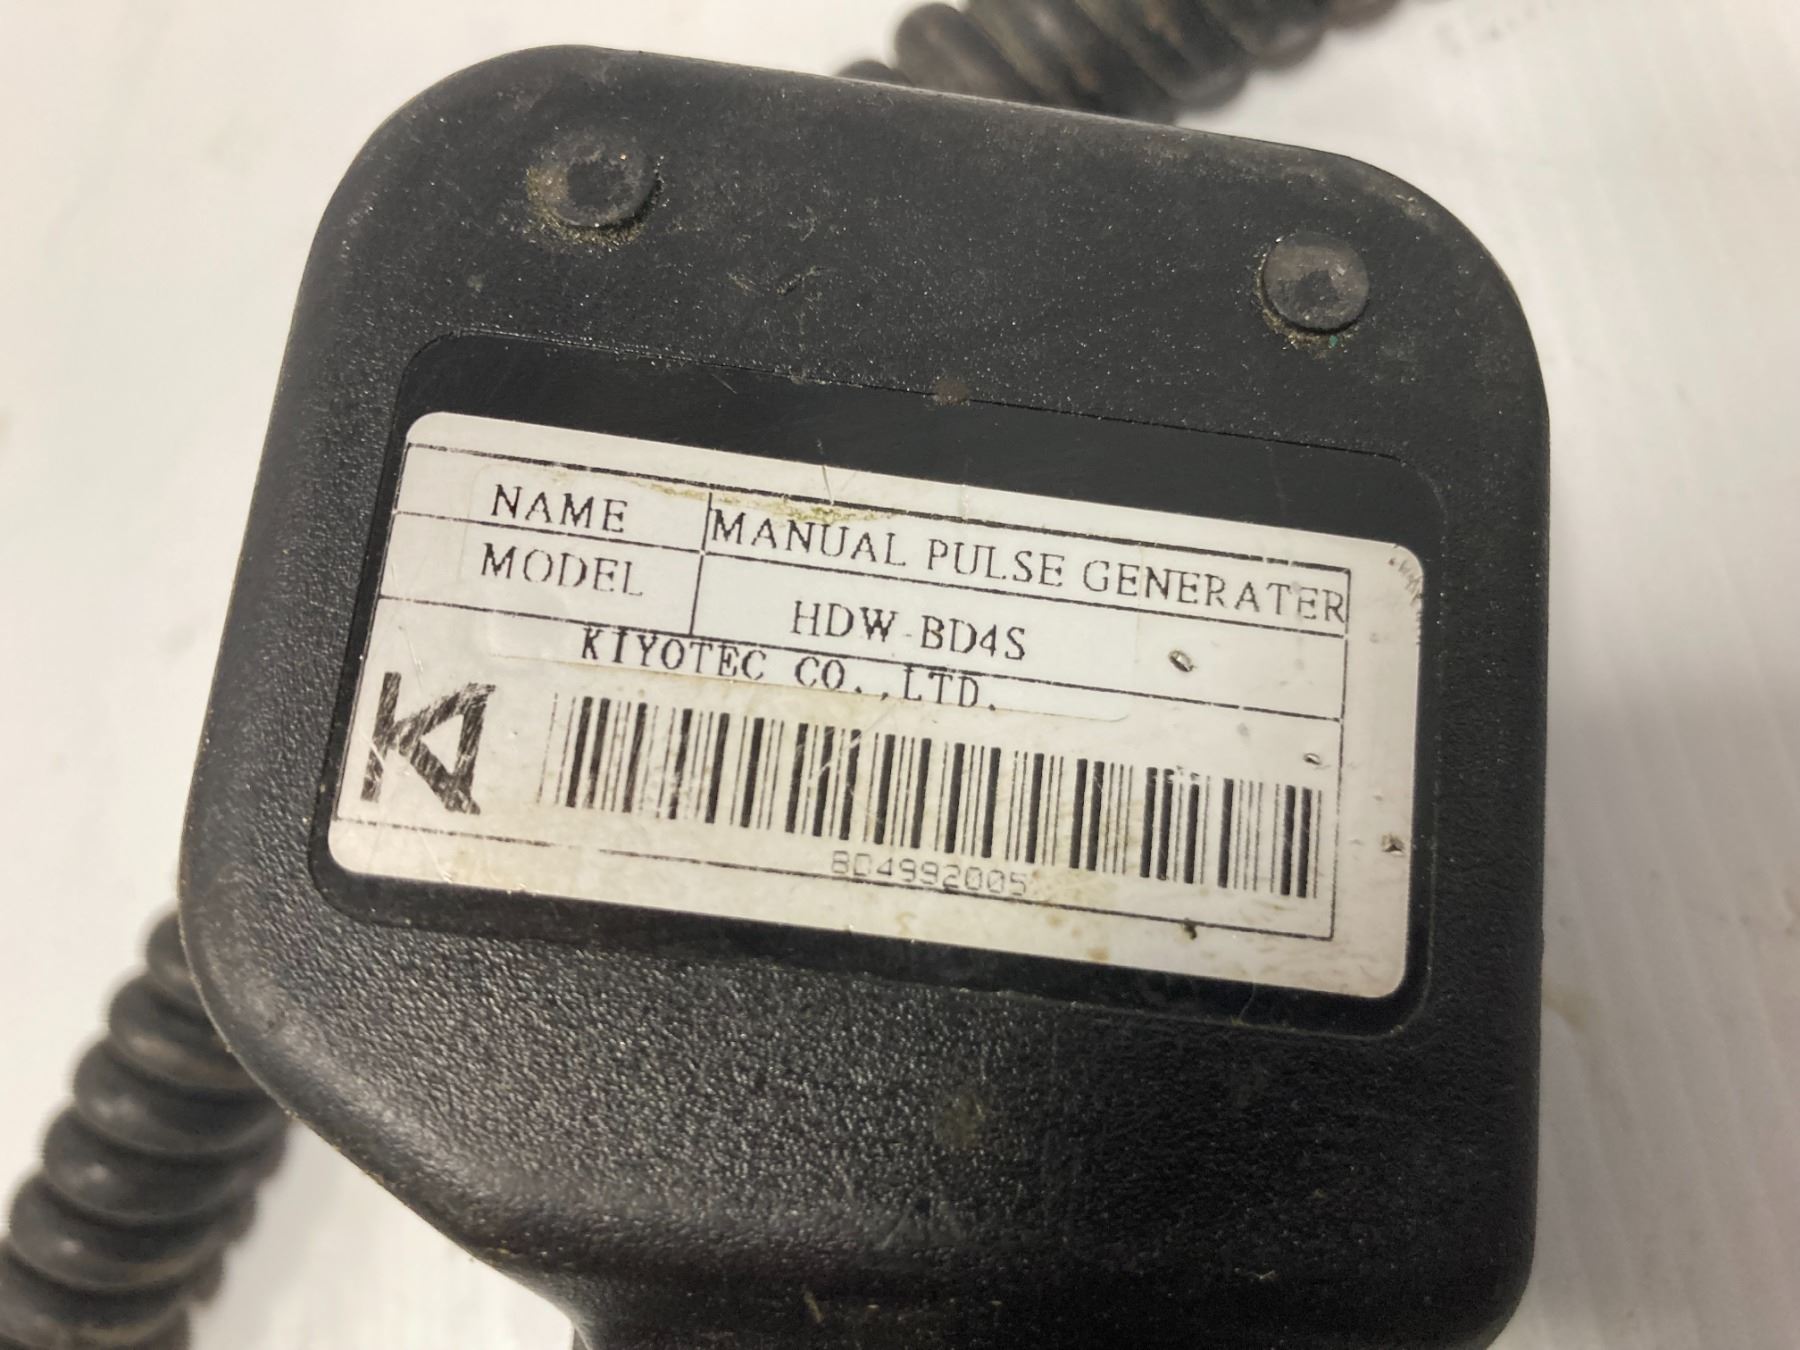 NAME MANUAL PULSE GENERATER
MODEL HDW-BD4S
KIYOTEC CO.,LTD.
BD4992005